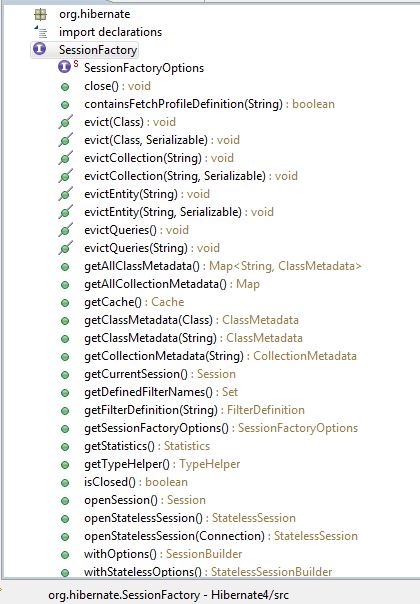 org.hibernate
import declarations
SessionFactory
S SessionFactoryOptions
close() : void
containsFetchProfileDefinition(String) : boolean
evict(Class) : void
evict(Class, Serializable) : void
evictCollection(String) : void
evictCollection(String, Serializable) : void
evictEntity(String) : void
evictEntity(String, Serializable) : void
evictQueries() : void
evictQueries(String) : void
getAllClassMetadata() : Map<String, ClassMetadata>
getAllCollectionMetadata() : Map
getCache() : Cache
getClassMetadata(Class) : ClassMetadata
getClassMetadata(String) : ClassMetadata
getCollectionMetadata(String) : CollectionMetadata
getCurrentSession() : Session
getDefinedFilterNames() : Set
getFilterDefinition(String) : FilterDefinition
getSessionFactoryOptions() : SessionFactoryOptions
getStatistics() : Statistics
getTypeHelper() : TypeHelper
isClosed() : boolean
openSession() : Session
openStatelessSession() : StatelessSession
openStatelessSession(Connection) : StatelessSession
withOptions() : SessionBuilder
withStatelessOptions() : StatelessSessionBuilder
org.hibernate.SessionFactory - Hibernate4/src